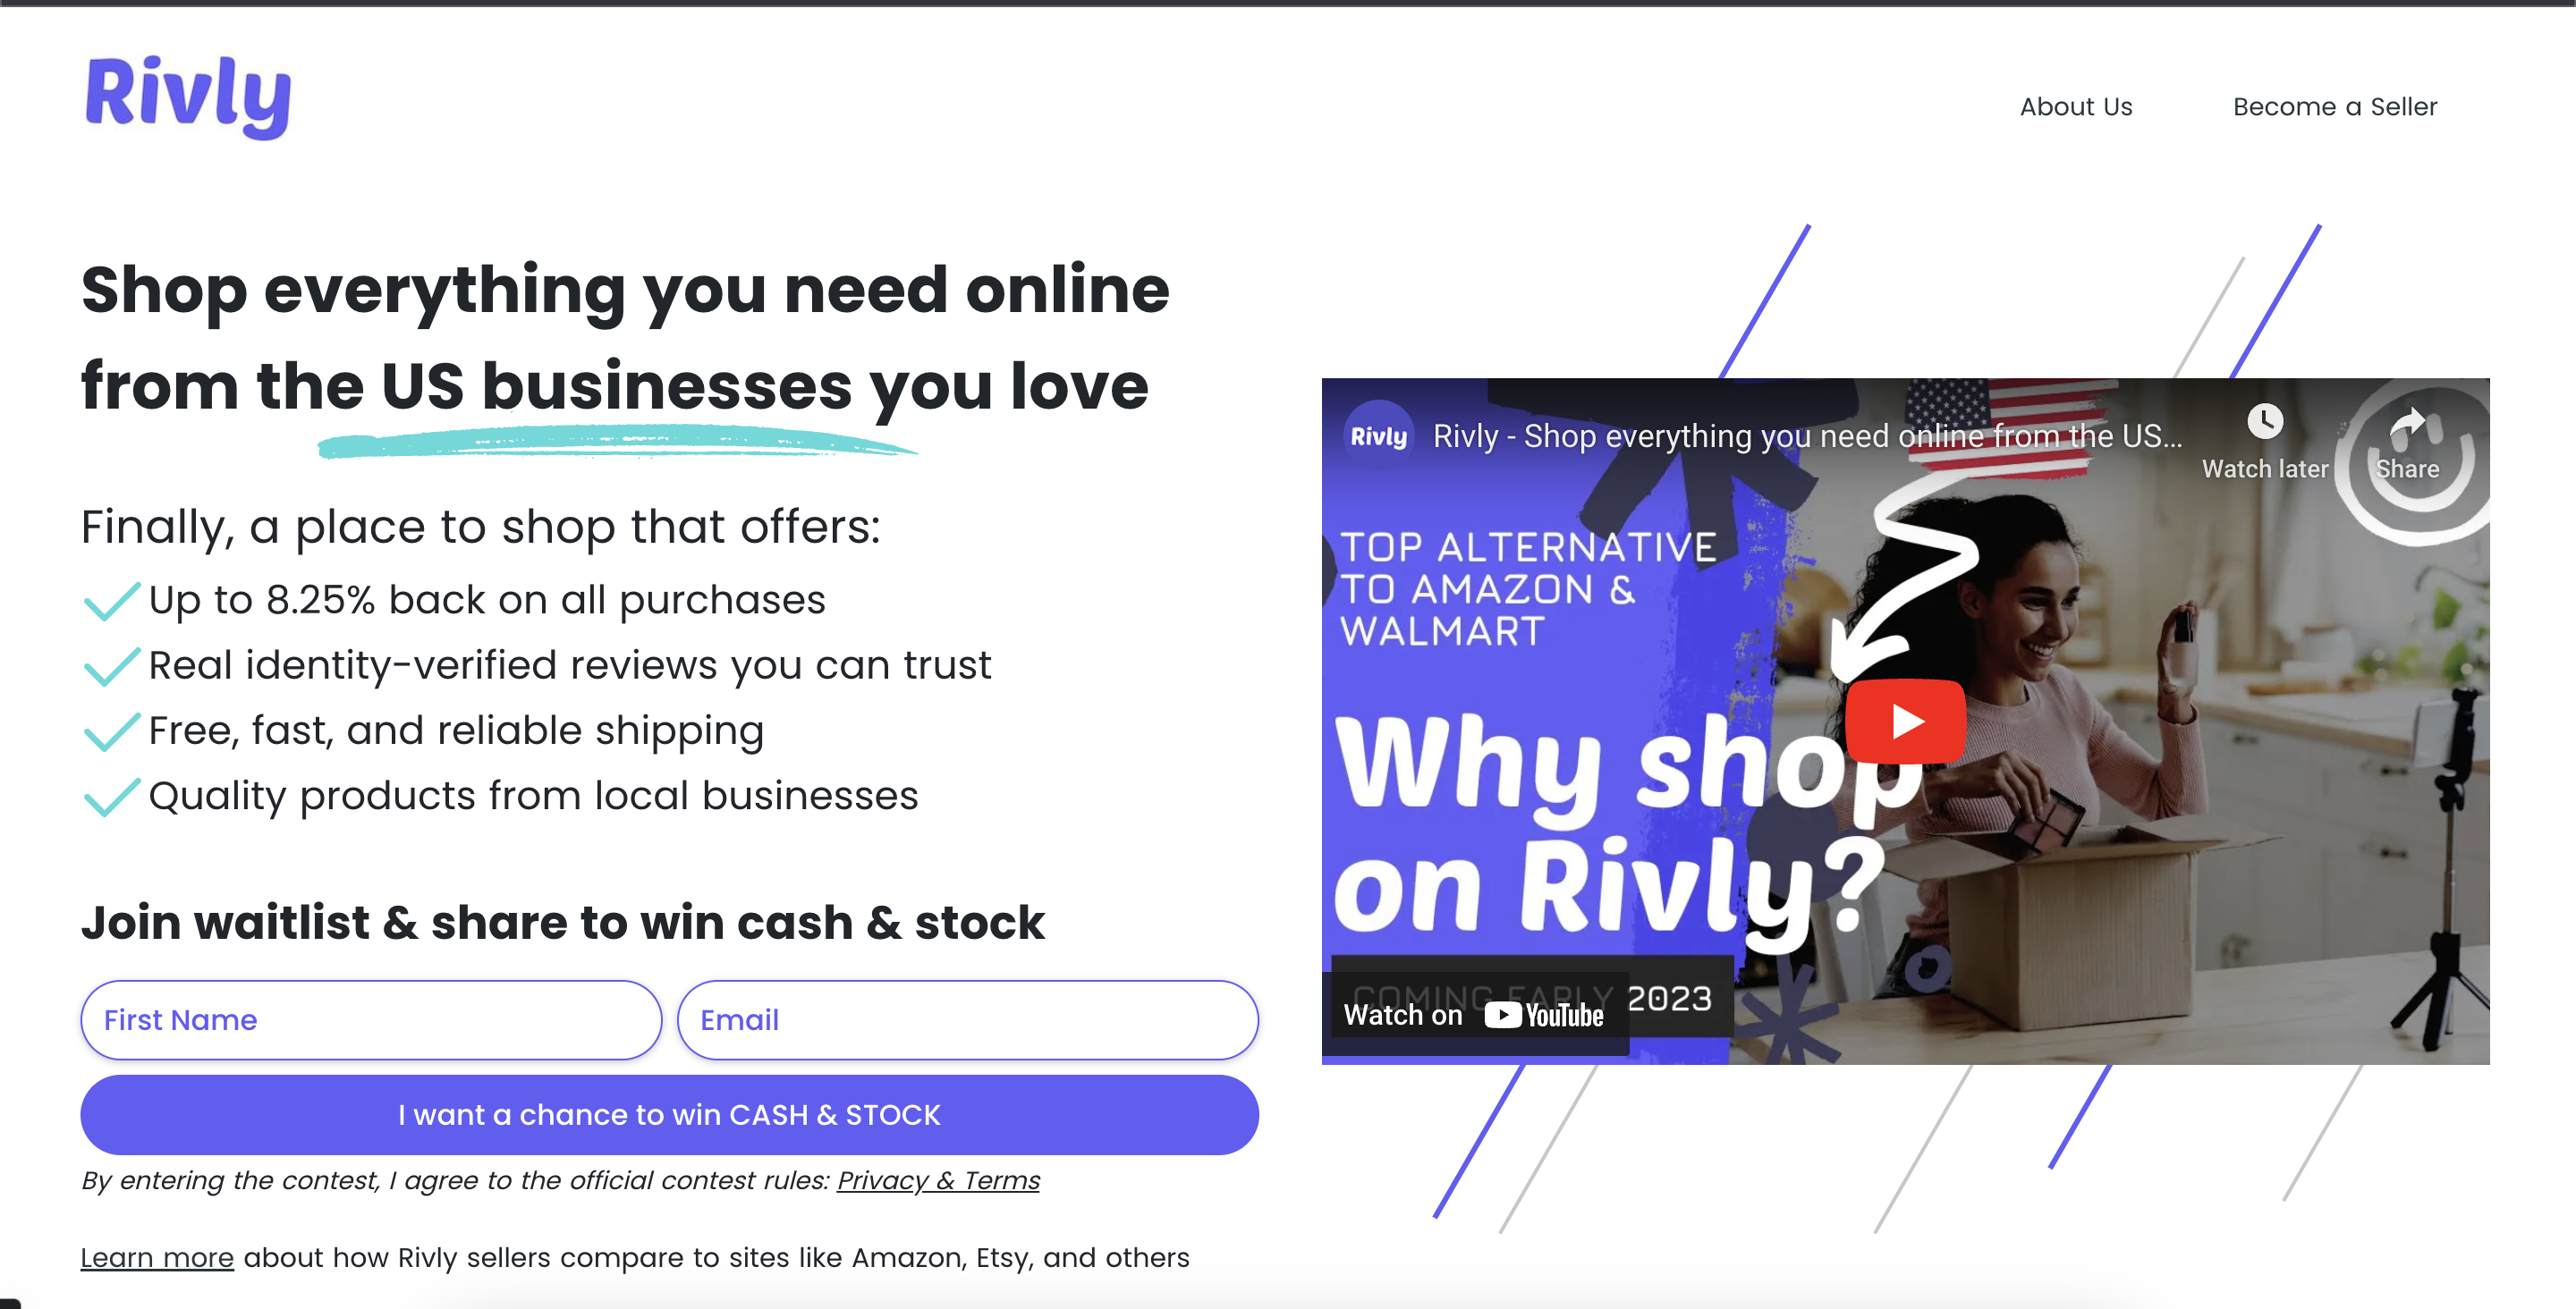 Rivly
About Us
Become a Seller
Shop everything you need online
from the US businesses you love
Finally, a place to shop that offers:
Up to 8.25% back on all purchases
Real identity-verified reviews you can trust
Free, fast, and reliable shipping
Quality products from local businesses
Join waitlist & share to win cash & stock
First Name
Email
I want a chance to win CASH & STOCK
By entering the contest, I agree to the official contest rules: Privacy & Terms
Learn more about how Rivly sellers compare to sites like Amazon, Etsy, and others
Rivly
Rivly - Shop everything you need online from the US...
Watch later
Share
TOP ALTERNATIVE
TO AMAZON &
WALMART
Why shop
on Rivly?
COMING EARLY 2023
Watch on YouTube